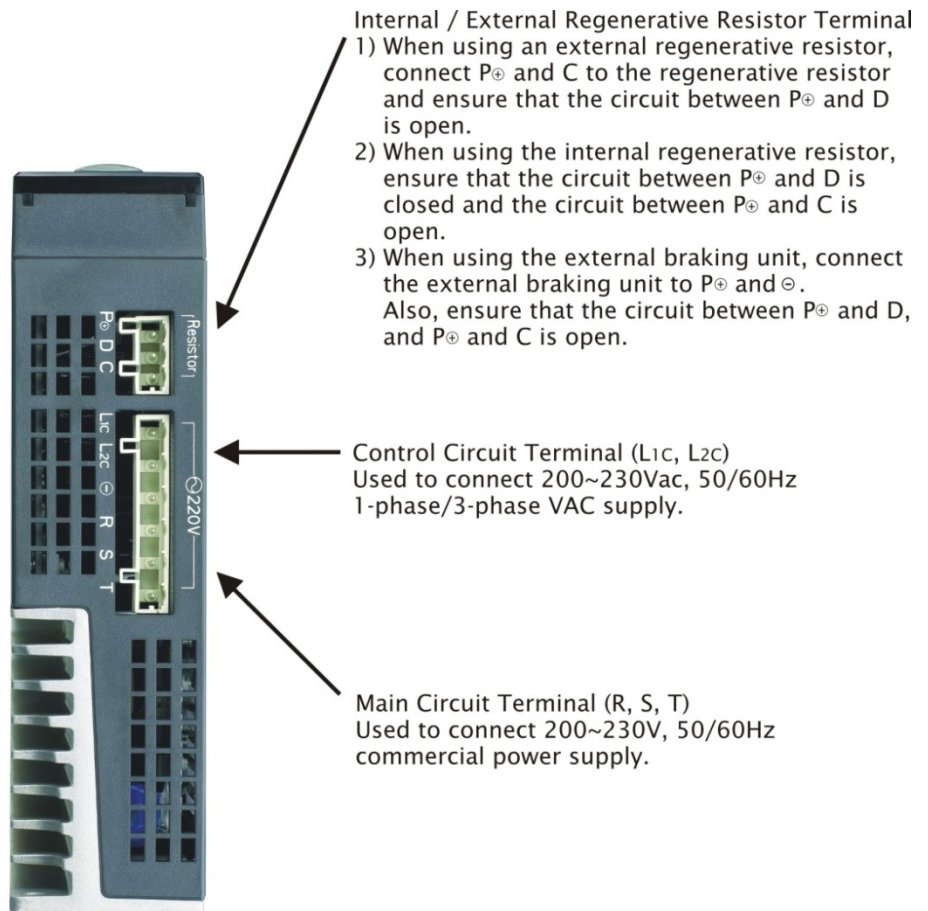 Internal / External Regenerative Resistor Terminal
1) When using an external regenerative resistor,
connect P⊕ and C to the regenerative resistor
and ensure that the circuit between P⊕ and D
is open.
2) When using the internal regenerative resistor,
ensure that the circuit between P⊕ and D is
closed and the circuit between P⊕ and C is
open.
3) When using the external braking unit, connect
the external braking unit to P⊕ and ⊖.
Also, ensure that the circuit between P⊕ and D,
and P⊕ and C is open.
P⊕ D C
Resistor
L1C L2C ⊖ R S T
220V
Control Circuit Terminal (L1C, L2C)
Used to connect 200~230Vac, 50/60Hz
1-phase/3-phase VAC supply.
Main Circuit Terminal (R, S, T)
Used to connect 200~230V, 50/60Hz
commercial power supply.